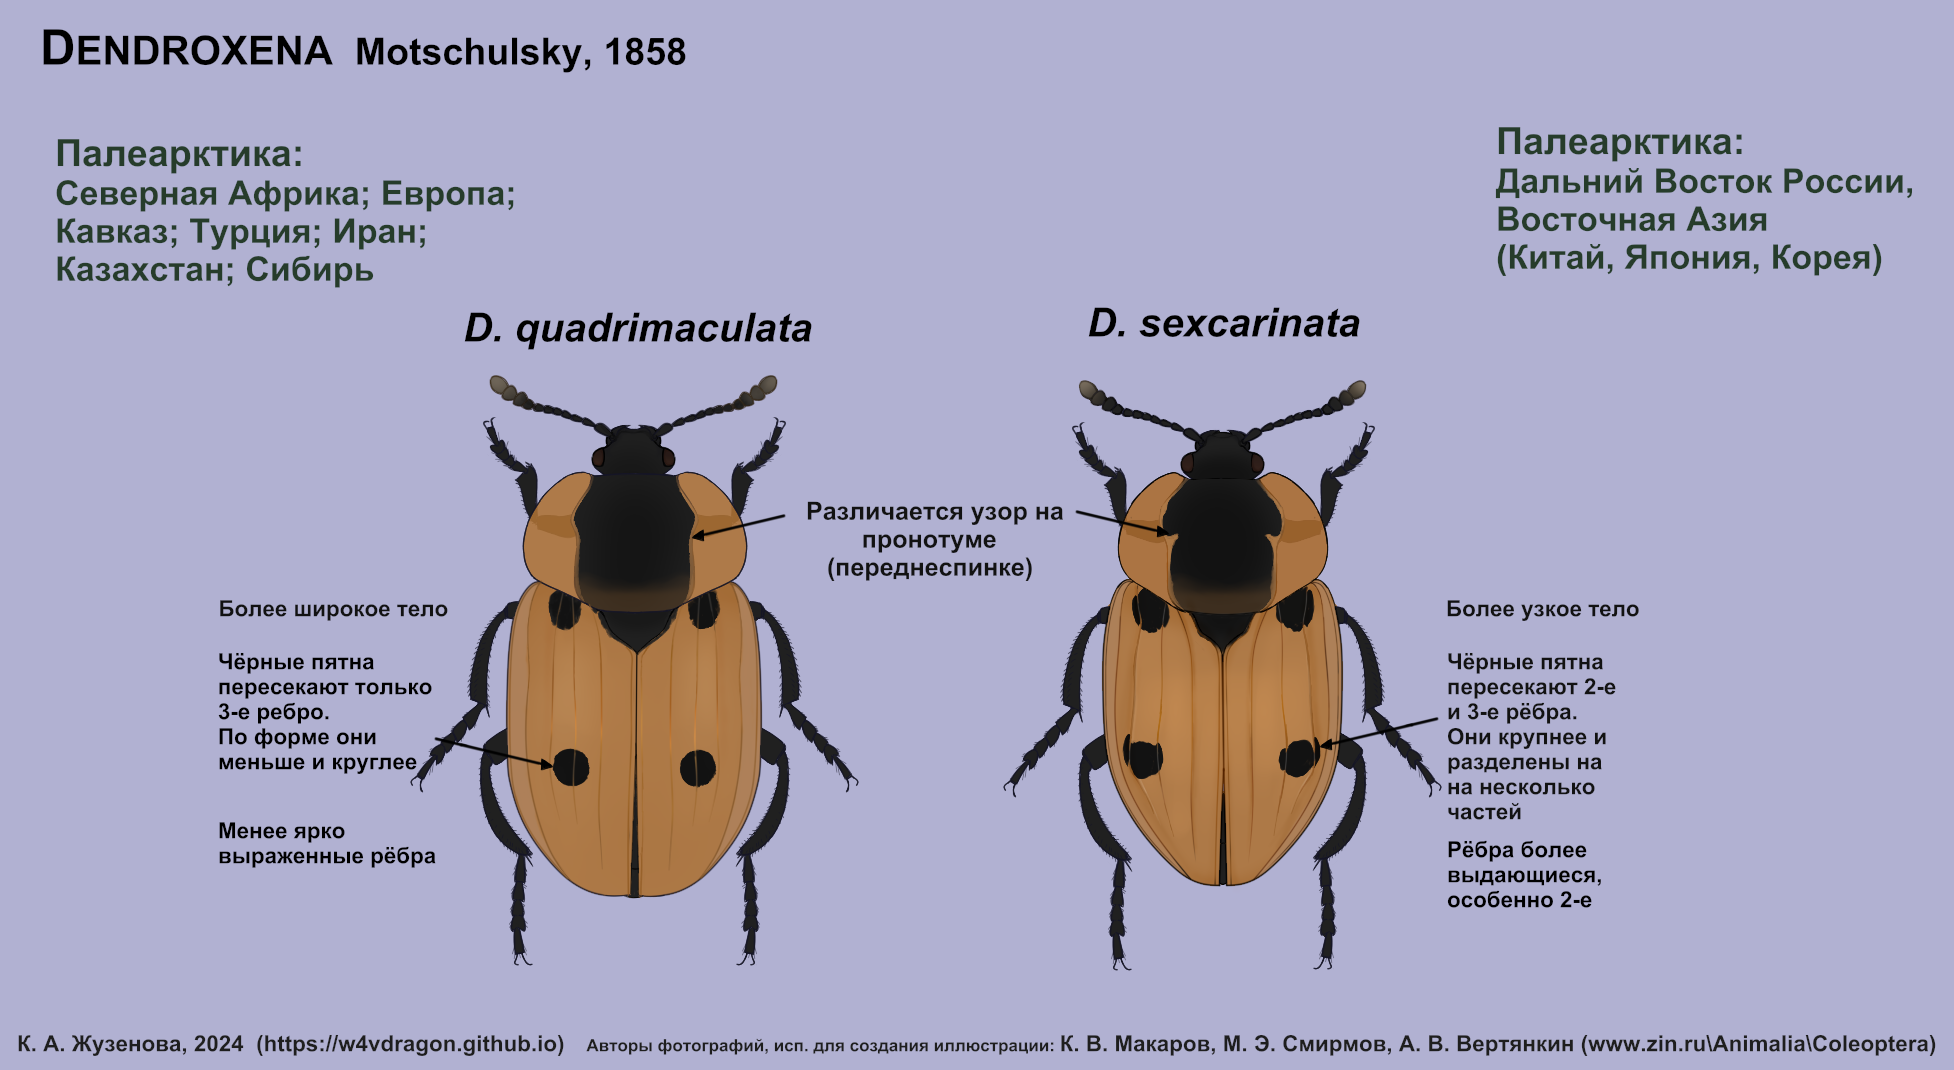 DENDROXENA Motschulsky, 1858
Палеарктика:
Северная Африка; Европа;
Кавказ; Турция; Иран;
Казахстан; Сибирь
Палеарктика:
Дальний Восток России,
Восточная Азия
(Китай, Япония, Корея)
D. quadrimaculata
D. sexcarinata
Различается узор на
пронотуме
(переднеспинке)
Более широкое тело
Чёрные пятна
пересекают только
3-е ребро.
По форме они
меньше и круглее
Менее ярко
выраженные рёбра
Более узкое тело
Чёрные пятна
пересекают 2-е
и 3-е рёбра.
Они крупнее и
разделены на
на несколько
частей
Рёбра более
выдающиеся,
особенно 2-е
К. А. Жузенова, 2024 (https://w4vdragon.github.io) Авторы фотографий, исп. для создания иллюстрации: К. В. Макаров, М. Э. Смирмов, А. В. Вертянкин (www.zin.ru\Animalia\Coleoptera)